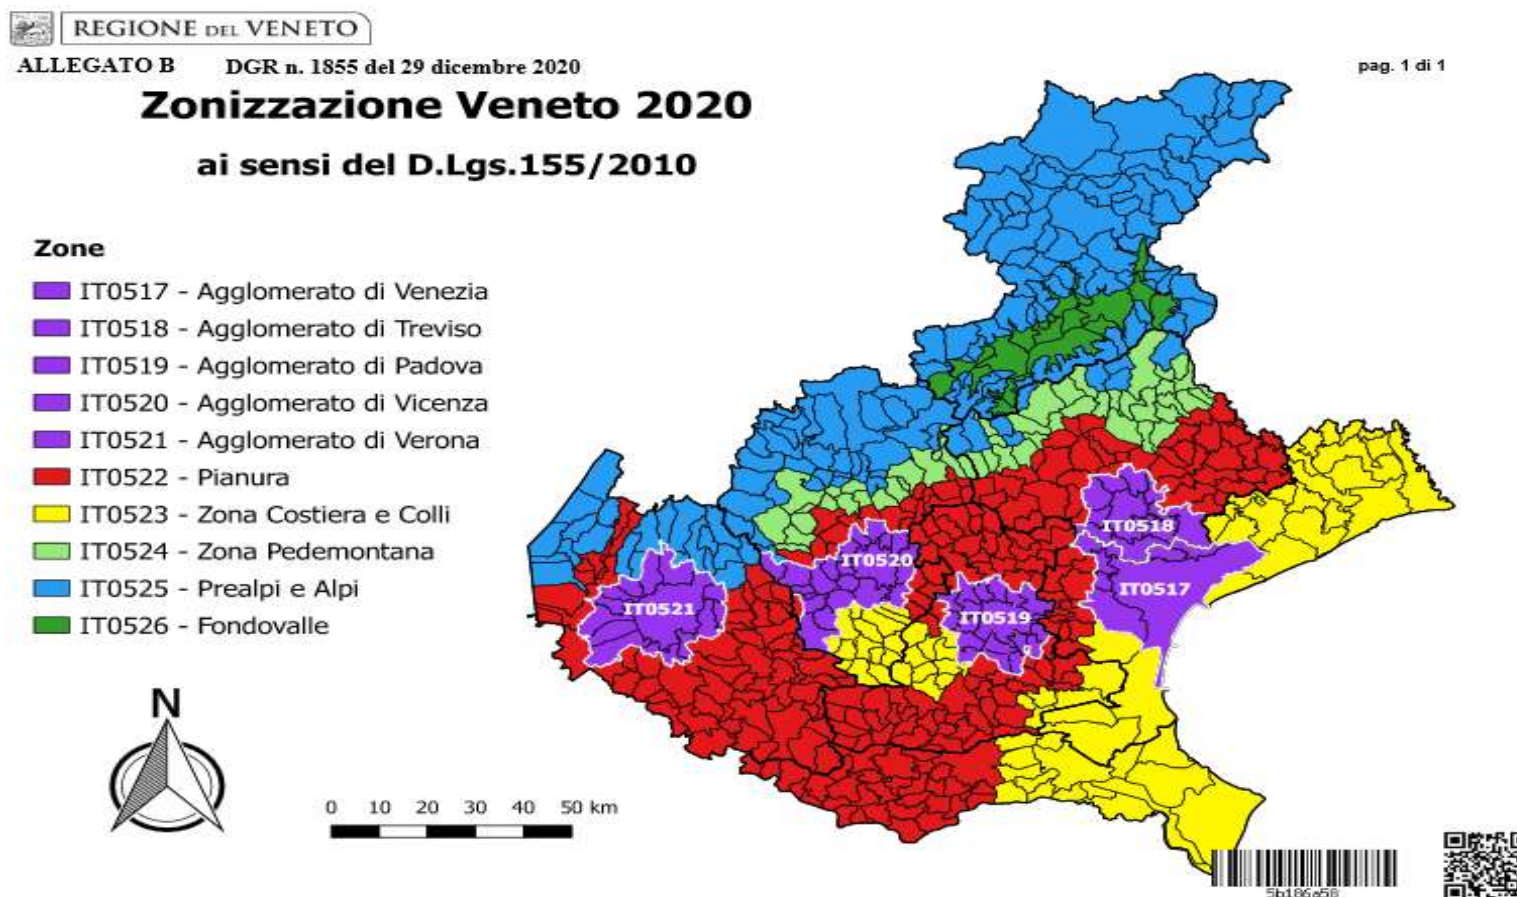 REGIONE DEL VENETO
ALLEGATO B DGR n. 1855 del 29 dicembre 2020 pag. 1 di 1
Zonizzazione Veneto 2020
ai sensi del D.Lgs.155/2010
Zone
IT0517 - Agglomerato di Venezia
IT0518 - Agglomerato di Treviso
IT0519 - Agglomerato di Padova
IT0520 - Agglomerato di Vicenza
IT0521 - Agglomerato di Verona
IT0522 - Pianura
IT0523 - Zona Costiera e Colli
IT0524 - Zona Pedemontana
IT0525 - Prealpi e Alpi
IT0526 - Fondovalle
IT0518
IT0520
IT0517
IT0521
IT0519
N
0 10 20 30 40 50 km
5b186a58